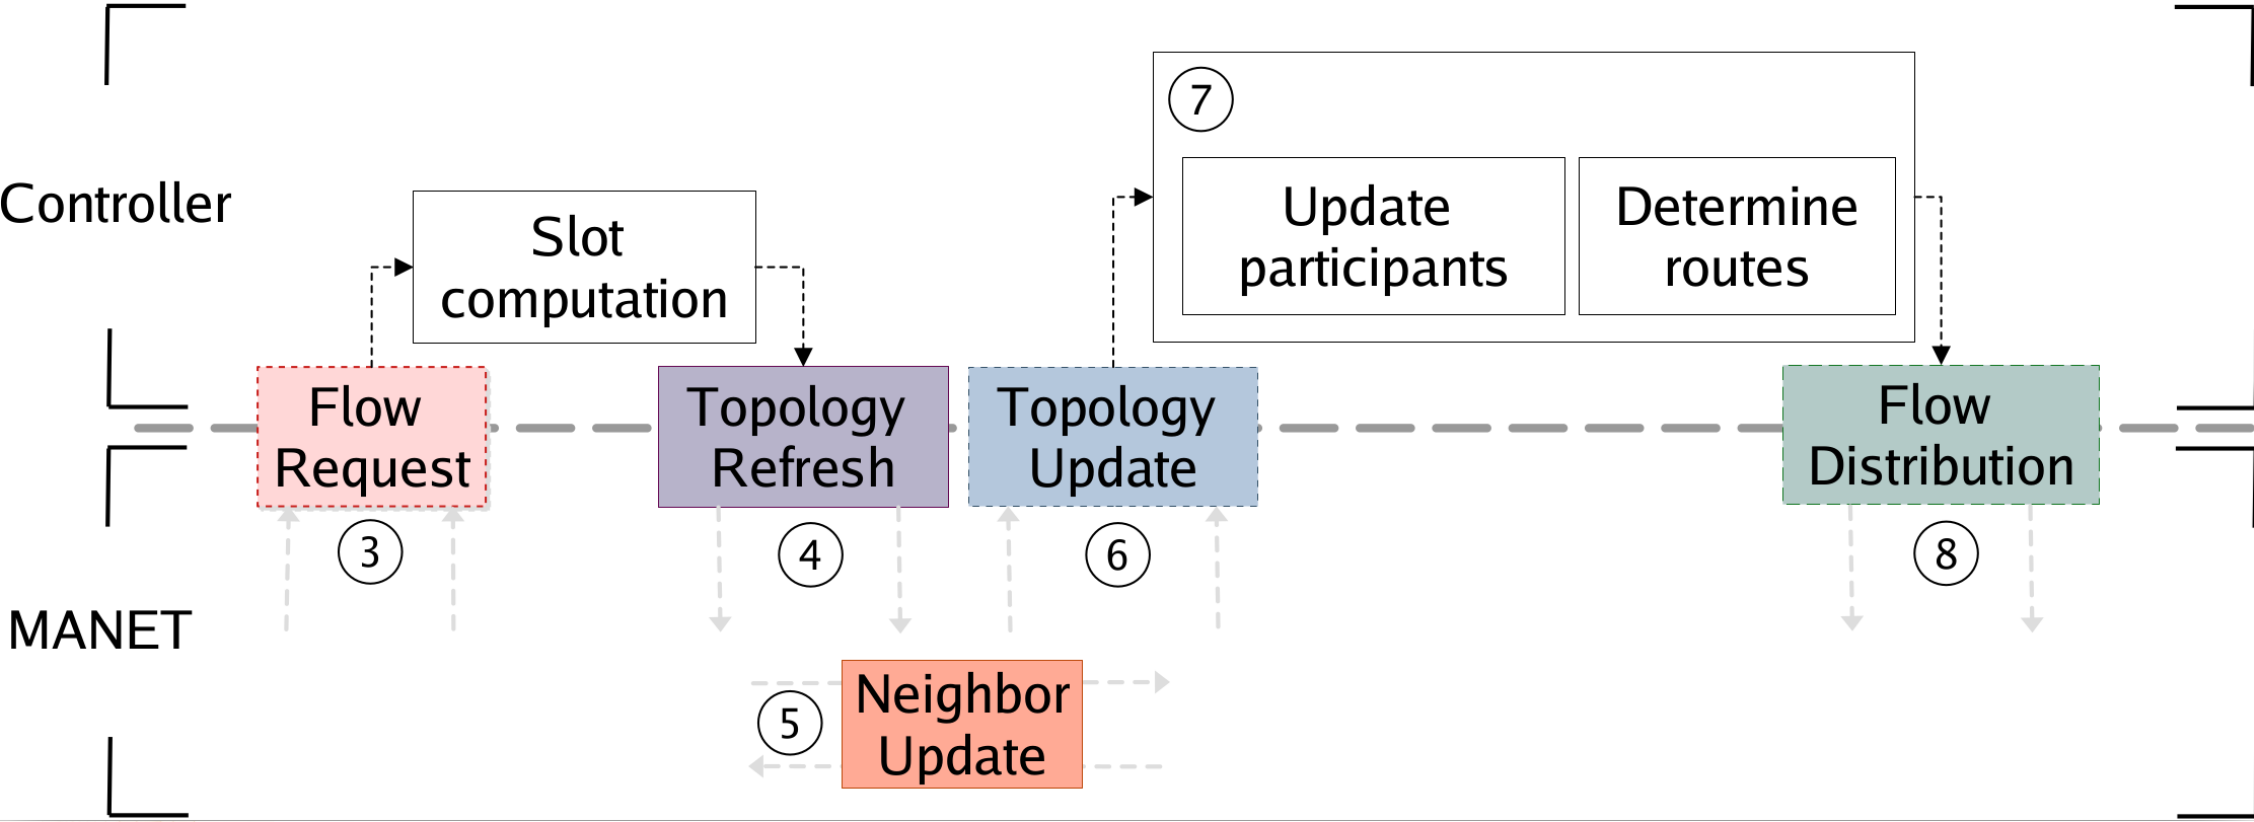 7
Update
participants
Determine
routes
Controller
Slot
computation
Flow
Request
Topology
Refresh
Topology
Update
Flow
Distribution
3
4
6
8
MANET
5
Neighbor
Update